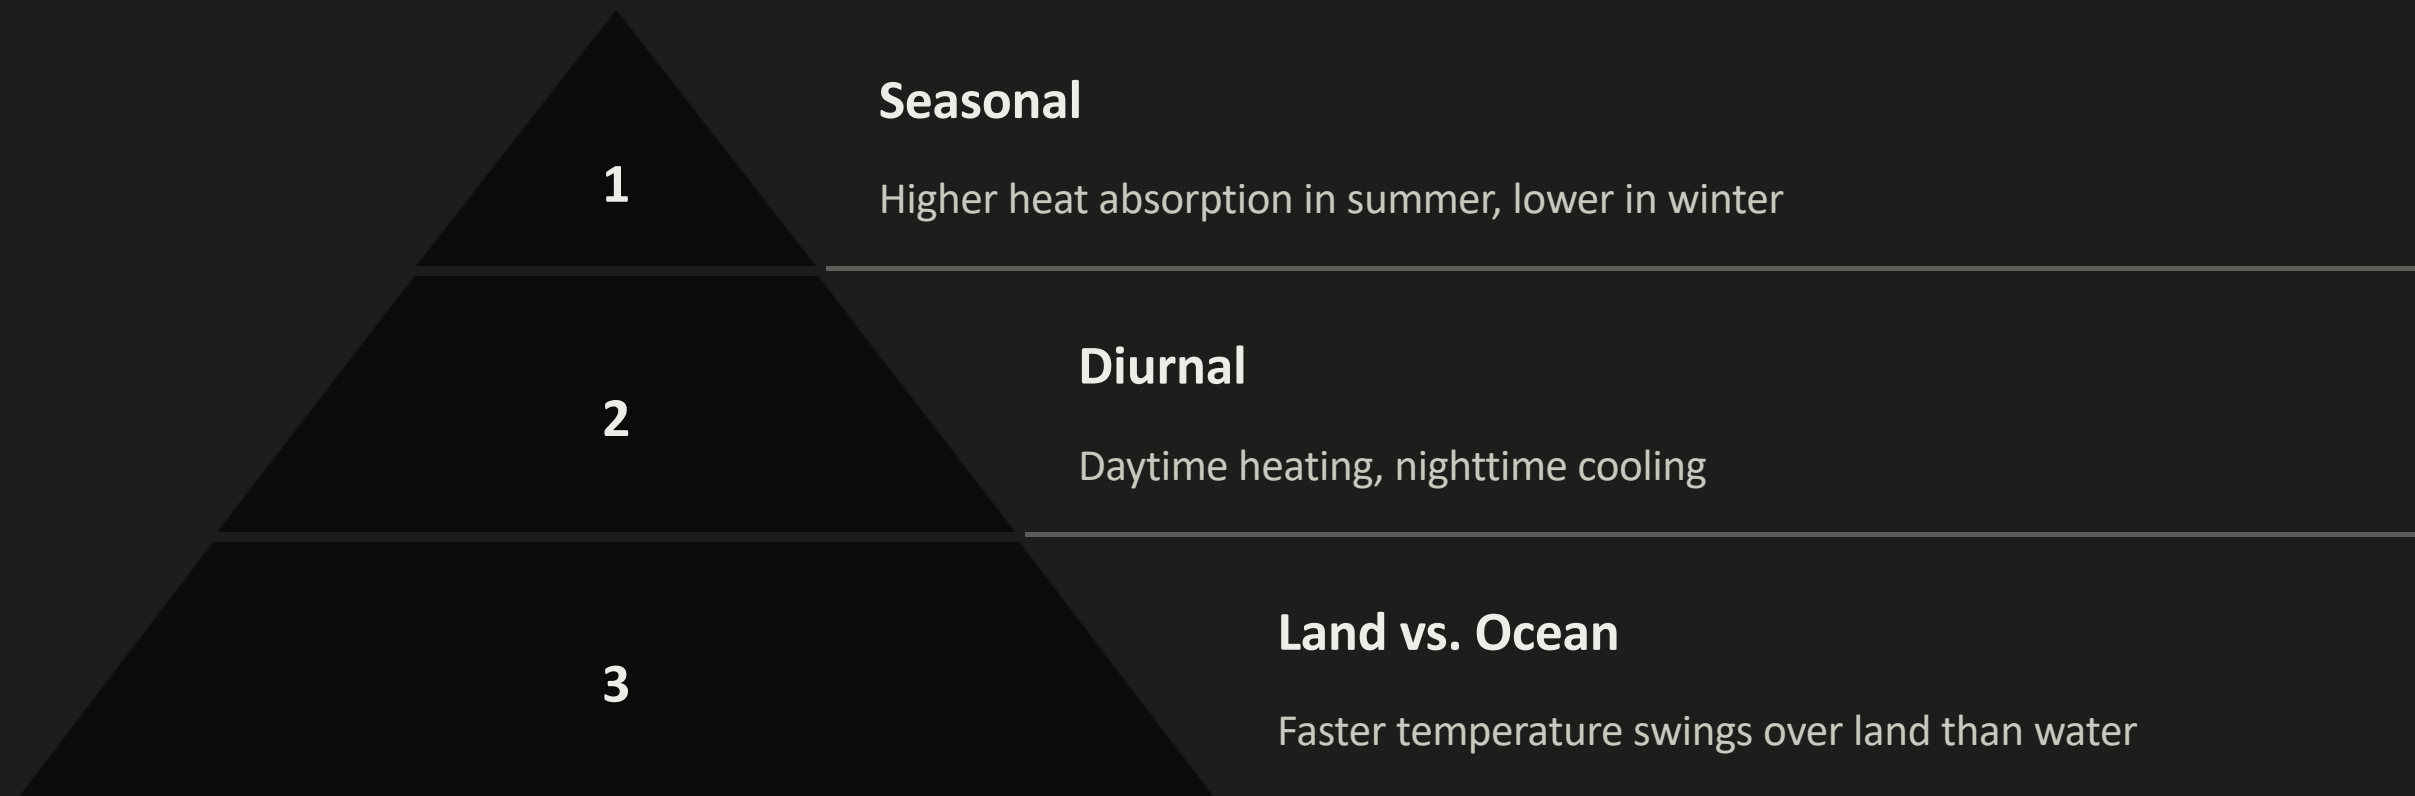 1
Seasonal
Higher heat absorption in summer, lower in winter
2
Diurnal
Daytime heating, nighttime cooling
3
Land vs. Ocean
Faster temperature swings over land than water